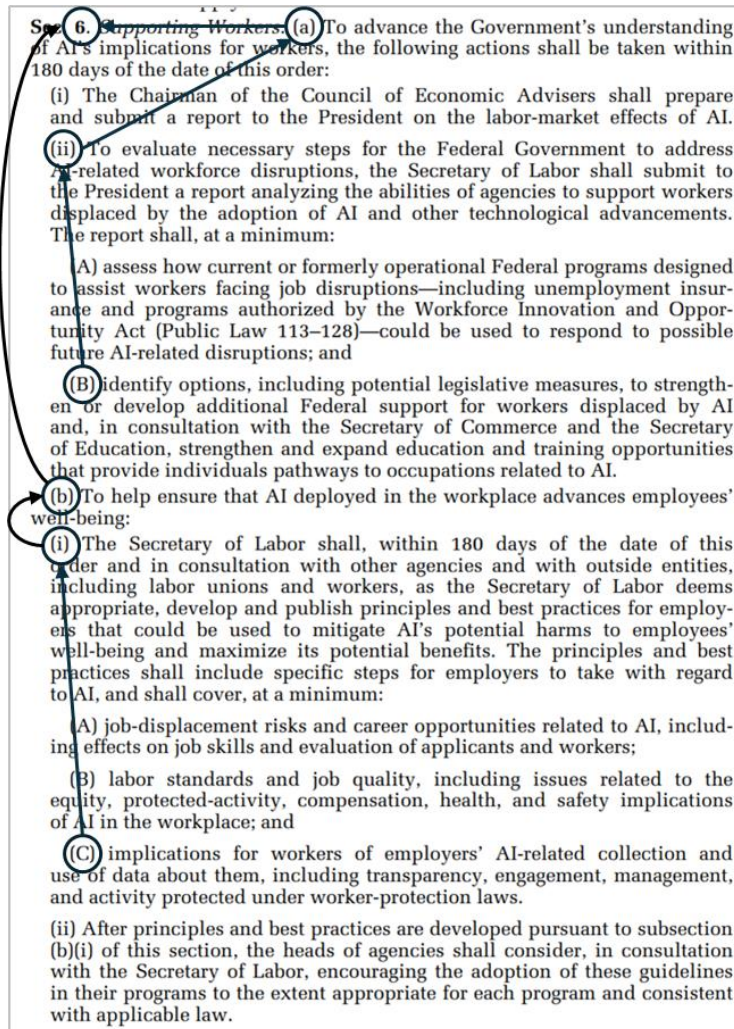 Sec. 6. Supporting Workers. (a) To advance the Government's understanding
of AI's implications for workers, the following actions shall be taken within
180 days of the date of this order:
(i) The Chairman of the Council of Economic Advisers shall prepare
and submit a report to the President on the labor-market effects of AI.
(ii) To evaluate necessary steps for the Federal Government to address
AI-related workforce disruptions, the Secretary of Labor shall submit to
the President a report analyzing the abilities of agencies to support workers
displaced by the adoption of AI and other technological advancements.
The report shall, at a minimum:
(A) assess how current or formerly operational Federal programs designed
to assist workers facing job disruptions—including unemployment insur-
ance and programs authorized by the Workforce Innovation and Oppor-
tunity Act (Public Law 113–128)—could be used to respond to possible
future AI-related disruptions; and
(B) identify options, including potential legislative measures, to strength-
en or develop additional Federal support for workers displaced by AI
and, in consultation with the Secretary of Commerce and the Secretary
of Education, strengthen and expand education and training opportunities
that provide individuals pathways to occupations related to AI.
(b) To help ensure that AI deployed in the workplace advances employees'
well-being:
(i) The Secretary of Labor shall, within 180 days of the date of this
order and in consultation with other agencies and with outside entities,
including labor unions and workers, as the Secretary of Labor deems
appropriate, develop and publish principles and best practices for employ-
ers that could be used to mitigate AI's potential harms to employees'
well-being and maximize its potential benefits. The principles and best
practices shall include specific steps for employers to take with regard
to AI, and shall cover, at a minimum:
(A) job-displacement risks and career opportunities related to AI, includ-
ing effects on job skills and evaluation of applicants and workers;
(B) labor standards and job quality, including issues related to the
equity, protected-activity, compensation, health, and safety implications
of AI in the workplace; and
(C) implications for workers of employers' AI-related collection and
use of data about them, including transparency, engagement, management,
and activity protected under worker-protection laws.
(ii) After principles and best practices are developed pursuant to subsection
(b)(i) of this section, the heads of agencies shall consider, in consultation
with the Secretary of Labor, encouraging the adoption of these guidelines
in their programs to the extent appropriate for each program and consistent
with applicable law.